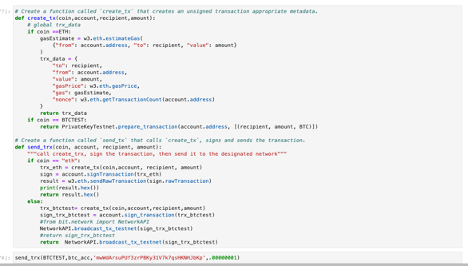 # Create a function called `create_tx` that creates an unsigned transaction appropriate metadata.
def create_tx(coin,account,recipient,amount):
# global trx_data
if coin ==ETH:
gasEstimate = w3.eth.estimateGas(
{"from": account.address, "to": recipient, "value": amount}
)
trx_data = {
"to": recipient,
"from": account.address,
"value": amount,
"gasPrice": w3.eth.gasPrice,
"gas": gasEstimate,
"nonce": w3.eth.getTransactionCount(account.address)
}
return trx_data
if coin == BTCTEST:
return PrivateKeyTestnet.prepare_transaction(account.address, [(recipient, amount, BTC)])
# Create a function called `send_tx` that calls `create_tx`, signs and sends the transaction.
def send_trx(coin, account, recipient, amount):
"""call create_trx, sign the transaction, then send it to the designated network"""
if coin == "eth":
trx_eth = create_tx(coin,account, recipient, amount)
sign = account.signTransaction(trx_eth)
result = w3.eth.sendRawTransaction(sign.rawTransaction)
print(result.hex())
return result.hex()
else:
trx_btctest= create_tx(coin,account,recipient,amount)
sign_trx_btctest = account.sign_transaction(trx_btctest)
#from bit.network import NetworkAPI
NetworkAPI.broadcast_tx_testnet(sign_trx_btctest)
#return sign_trx_btctest
return NetworkAPI.broadcast_tx_testnet(sign_trx_btctest)
send_trx(BTCTEST,btc_acc,